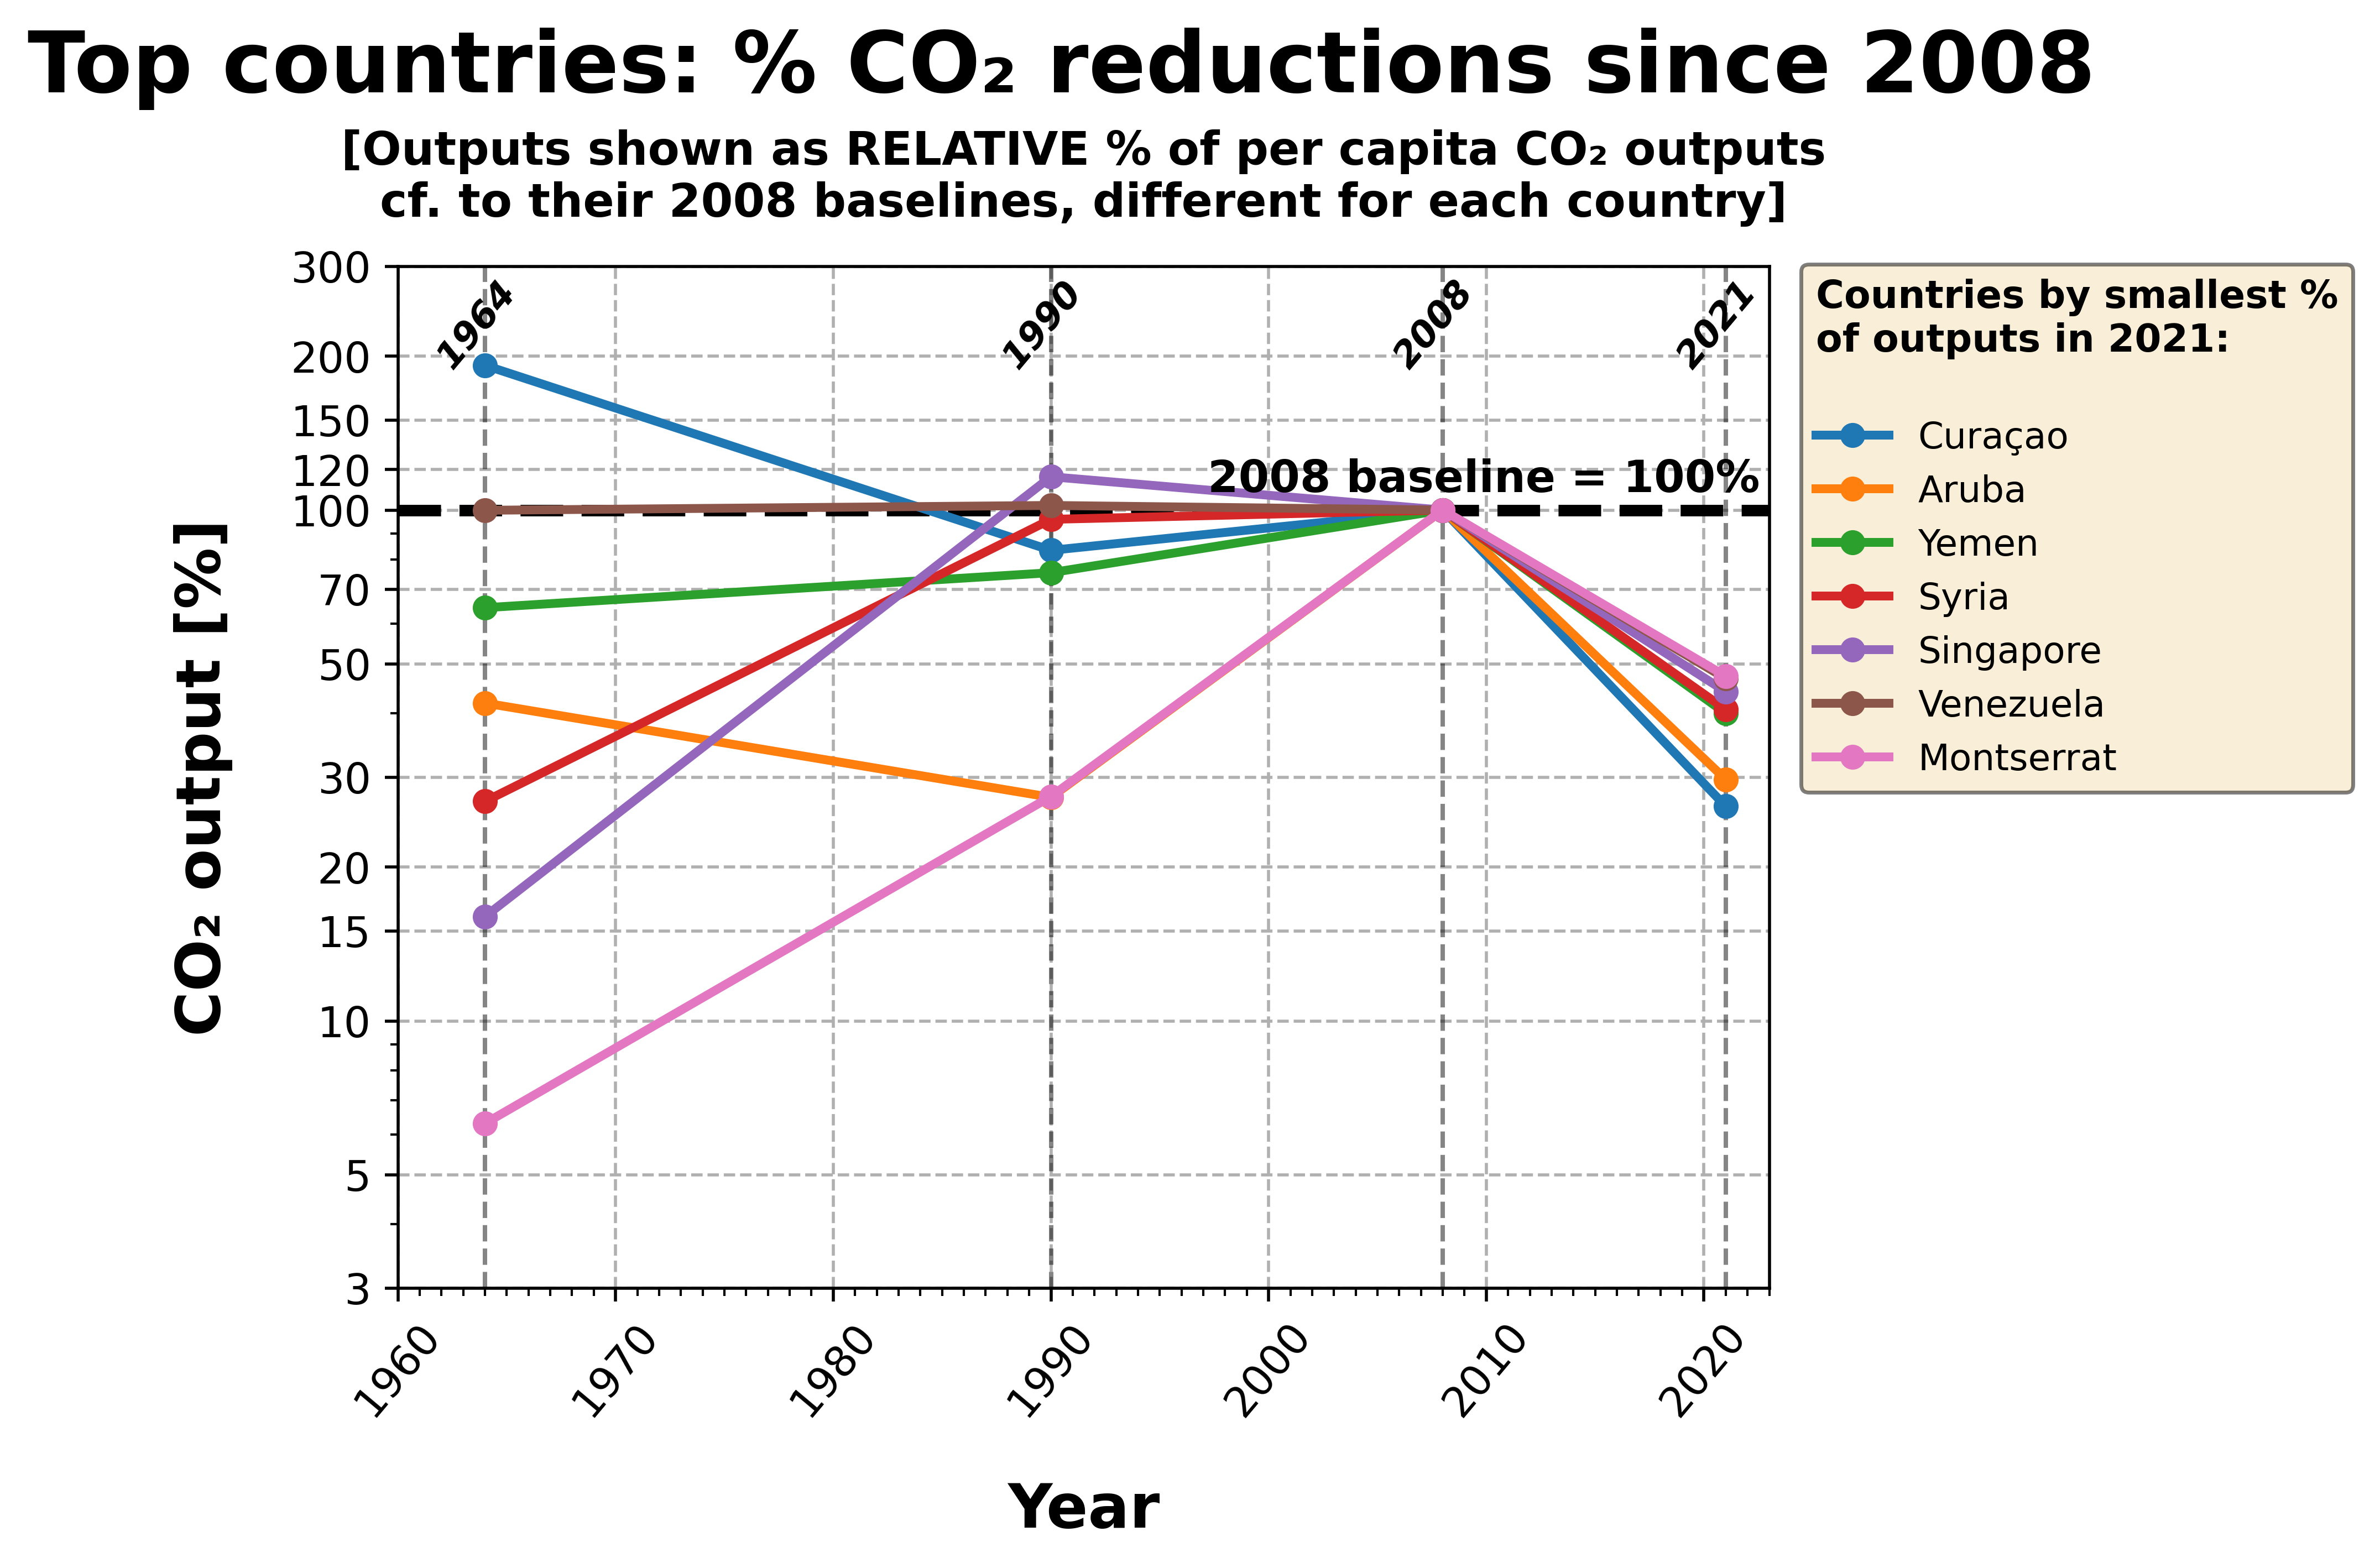 Top countries: % CO₂ reductions since 2008
[Outputs shown as RELATIVE % of per capita CO₂ outputs
cf. to their 2008 baselines, different for each country]
300
200
150
120
100
70
50
30
20
15
10
5
3
CO₂ output [%]
1964
1990
2008
2021
2008 baseline = 100%
Countries by smallest %
of outputs in 2021:
Curaçao
Aruba
Yemen
Syria
Singapore
Venezuela
Montserrat
1960
1970
1980
1990
2000
2010
2020
Year